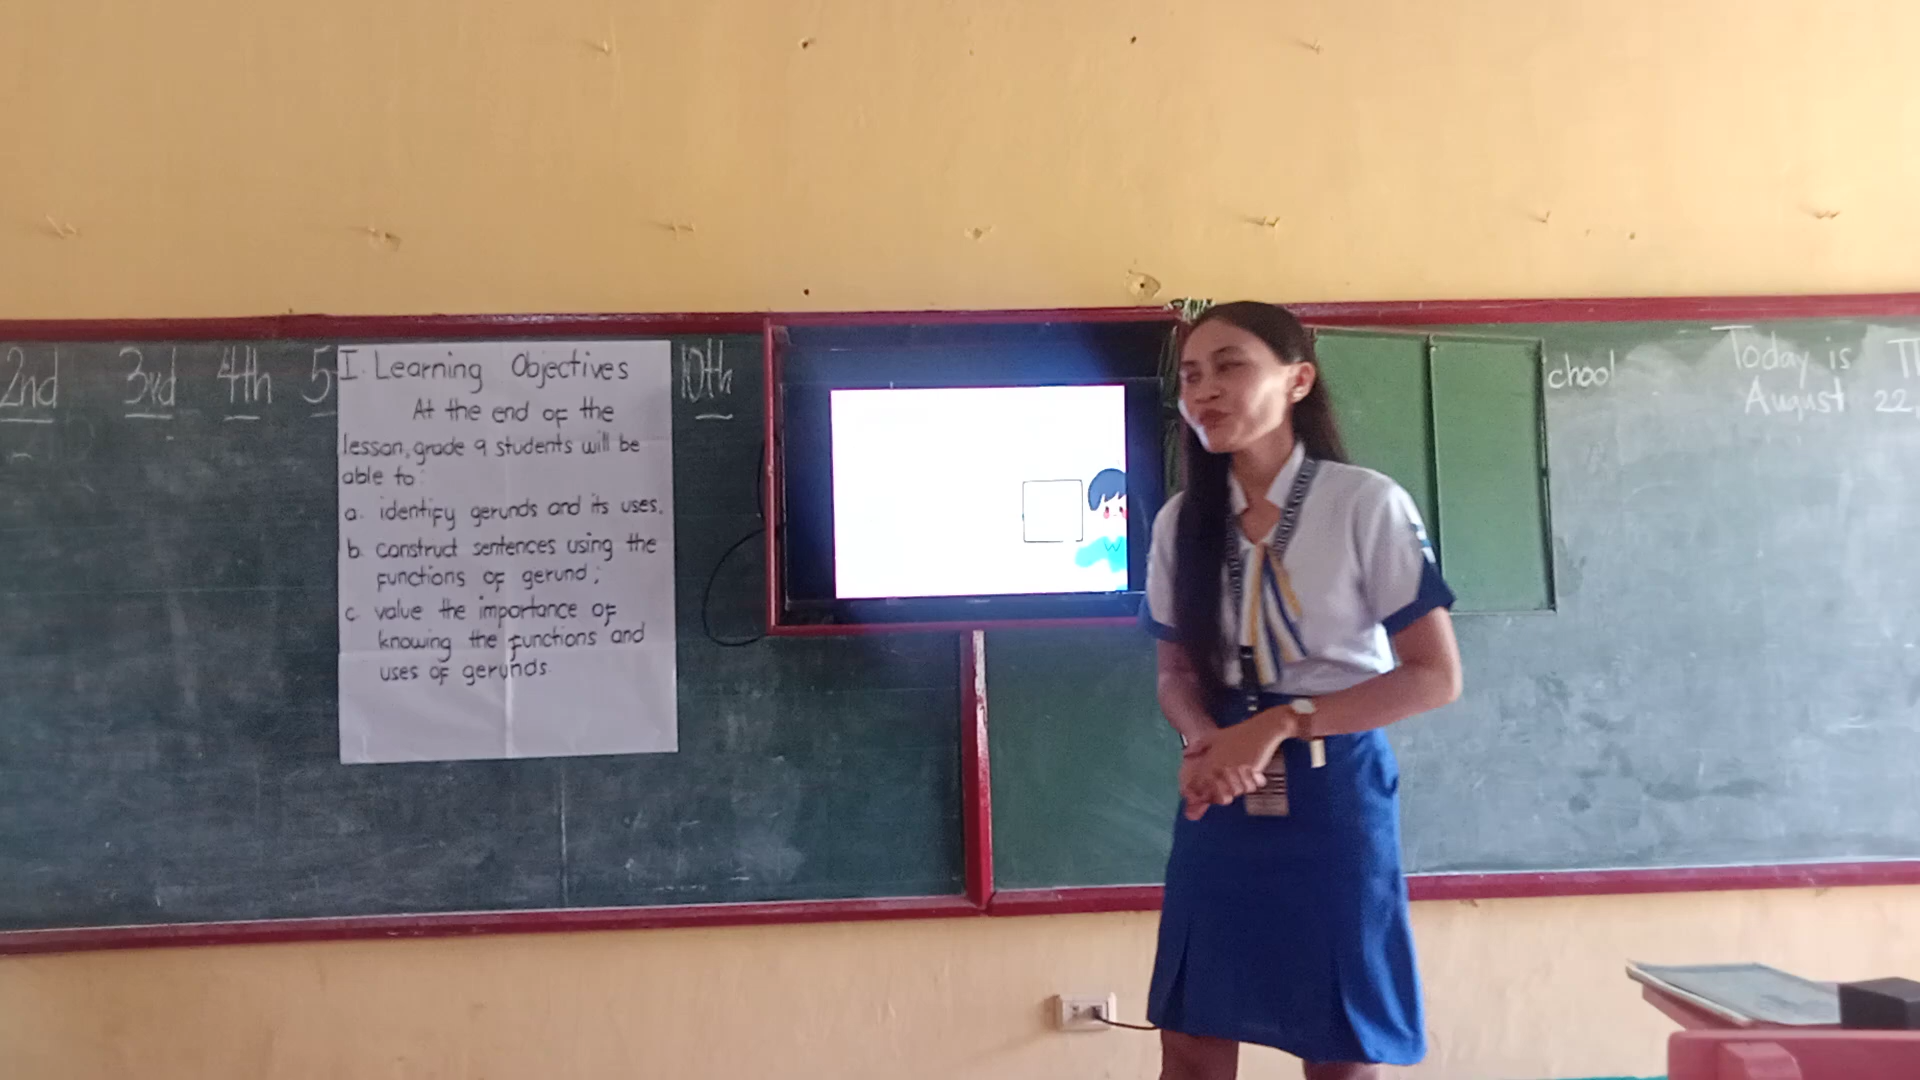 2nd 3rd 4th 10th
I. Learning Objectives
At the end of the
lesson, grade 9 students will be
able to:
a. identify gerunds and its uses.
b. construct sentences using the
functions of gerund;
c. value the importance of
knowing the functions and
uses of gerunds.
chool
Today is
August 22,